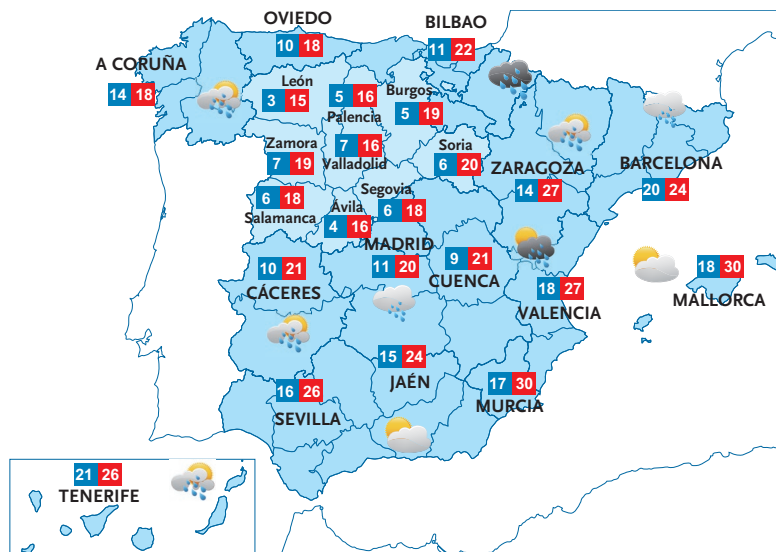 OVIEDO
10 18
BILBAO
11 22
A CORUÑA
14 18
León
3 15
5 16
Palencia
Burgos
5 19
Zamora
7 19
7 16
Valladolid
Soria
6 20
ZARAGOZA
14 27
BARCELONA
20 24
6 18
Salamanca
Ávila
4 16
Segovia
6 18
MADRID
11 20
9 21
CUENCA
10 21
CÁCERES
18 27
VALENCIA
18 30
MALLORCA
15 24
JAÉN
16 26
SEVILLA
17 30
MURCIA
21 26
TENERIFE